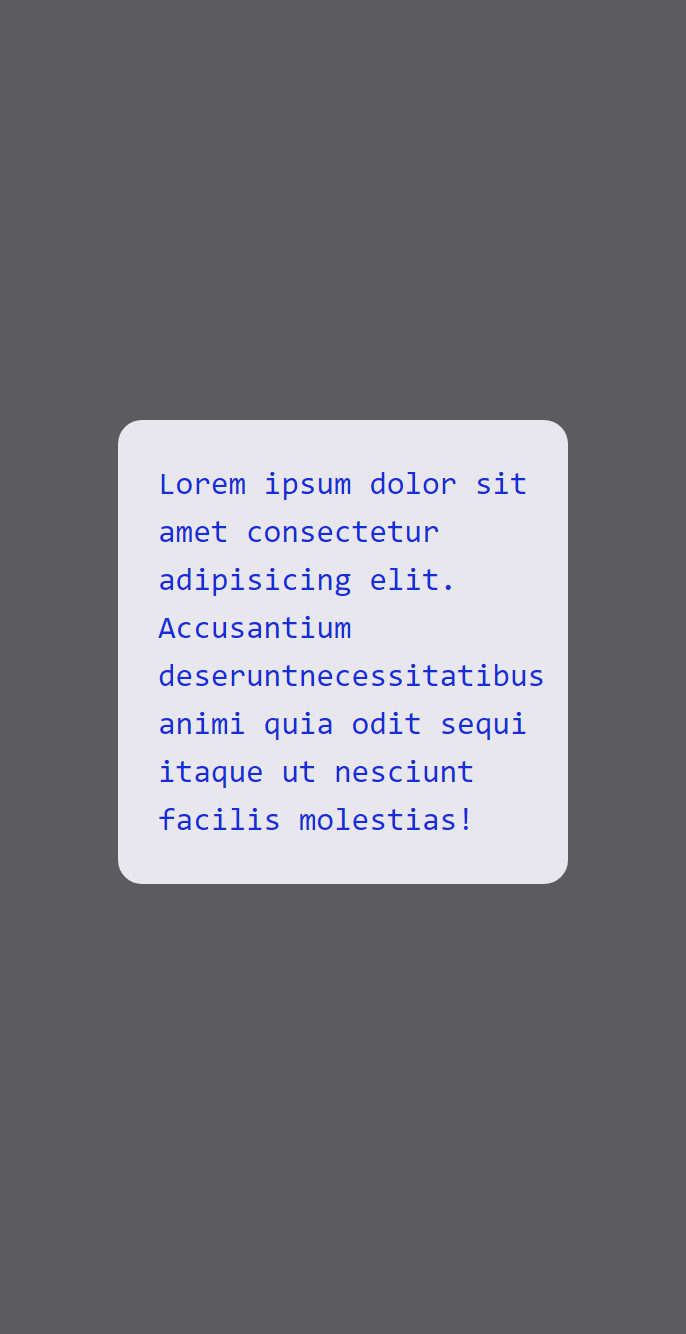 Lorem ipsum dolor sit
amet consectetur
adipisicing elit.
Accusantium
deseruntnecessitatibus
animi quia odit sequi
itaque ut nesciunt
facilis molestias!